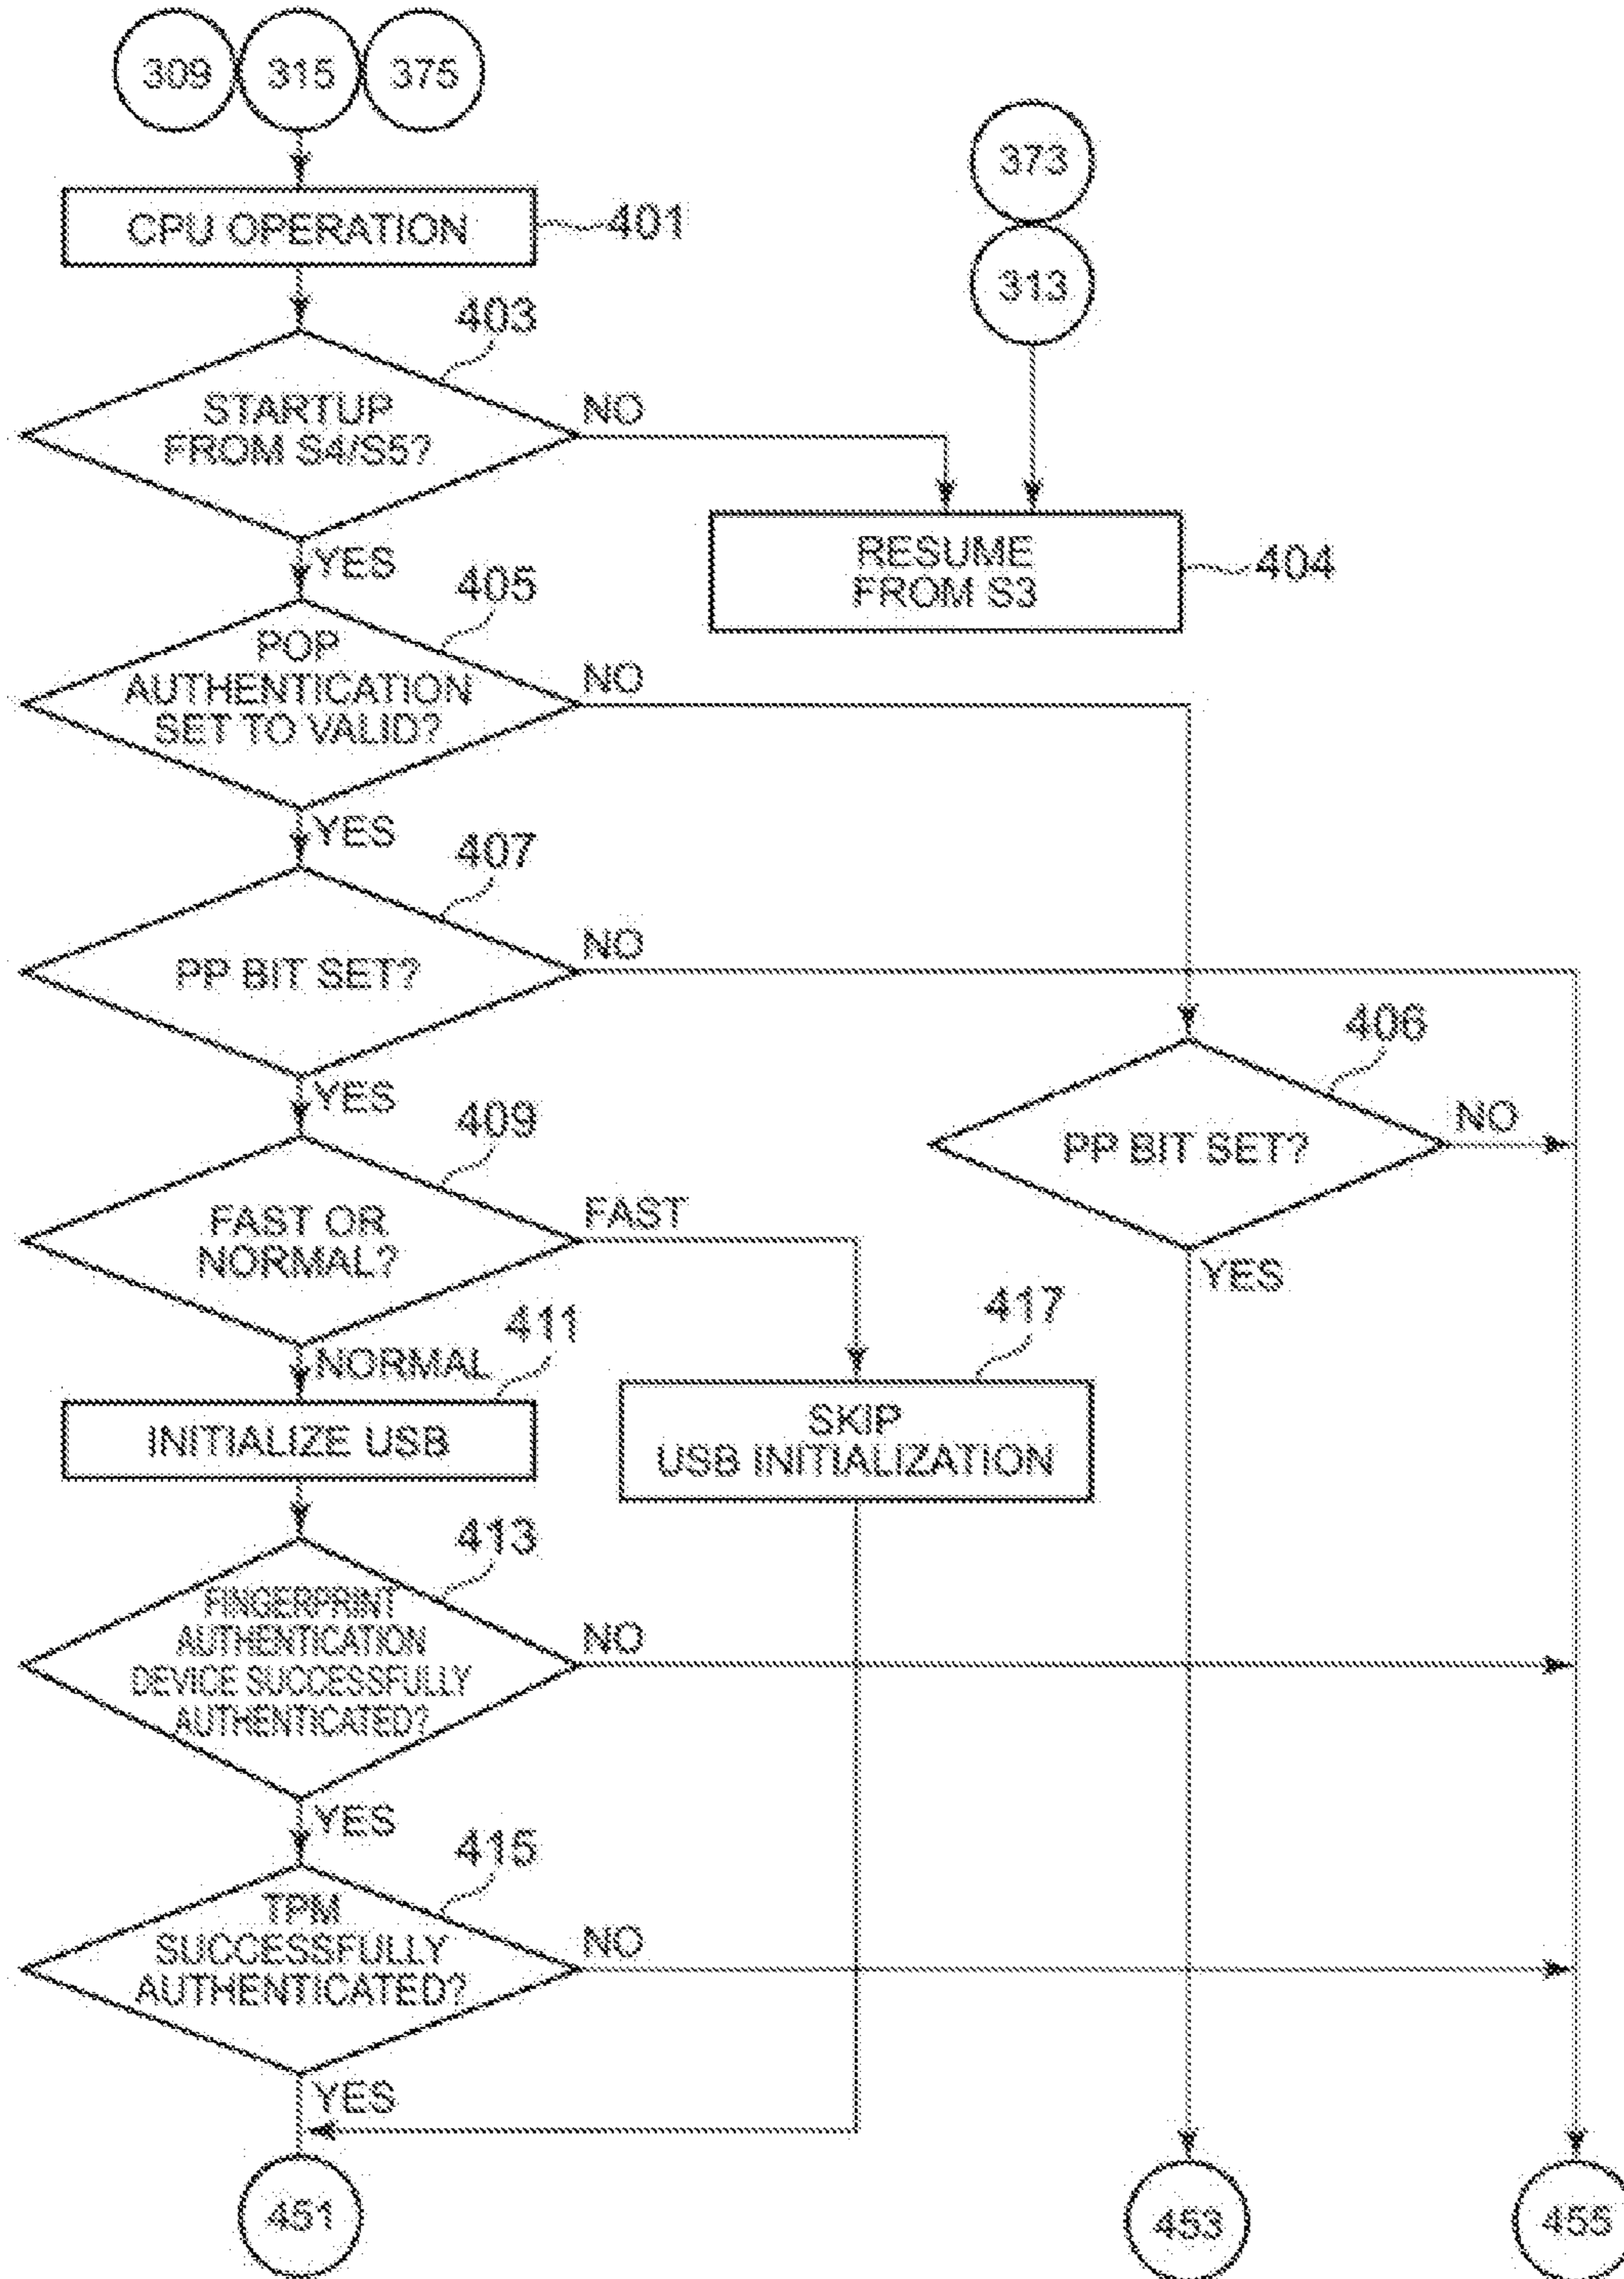 309 315 375
373
CPU OPERATION 401
313
403
STARTUP
FROM S4/S5?
NO
RESUME
FROM S3
404
YES
405
POP
AUTHENTICATION
SET TO VALID?
NO
YES
407
PP BIT SET?
NO
406
PP BIT SET?
NO
YES
YES
409
FAST OR
NORMAL?
FAST
417
SKIP
USB INITIALIZATION
NORMAL
411
INITIALIZE USB
413
FINGERPRINT
AUTHENTICATION
DEVICE SUCCESSFULLY
AUTHENTICATED?
NO
YES
415
TPM
SUCCESSFULLY
AUTHENTICATED?
NO
YES
451 453 455